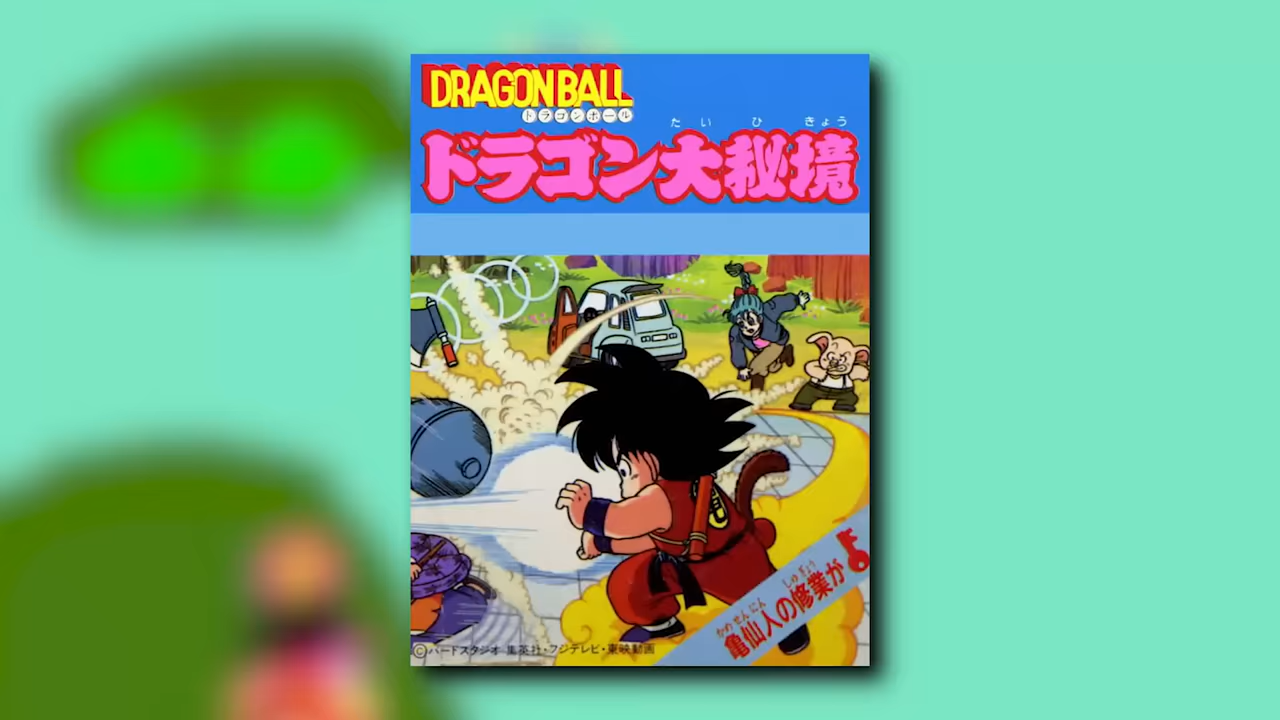 DRAGON BALL
ドラゴンボール
たいひきょう
ドラゴン大秘境
しゅぎょう
かめせんにん
亀仙人の修業が
©バードスタジオ 集英社・フジテレビ・東映動画